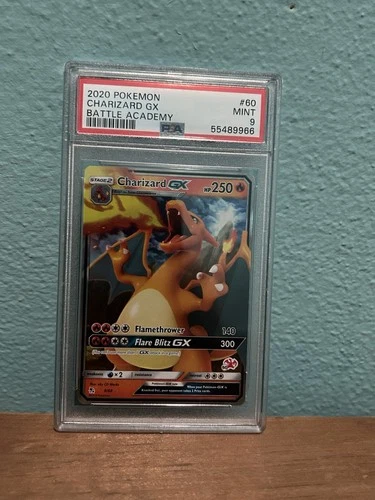 2020 POKEMON #60
CHARIZARD GX MINT
BATTLE ACADEMY 9
PSA 55489966
STAGE 2 Charizard GX HP250
Flamethrower 140
Flare Blitz GX 300
×2